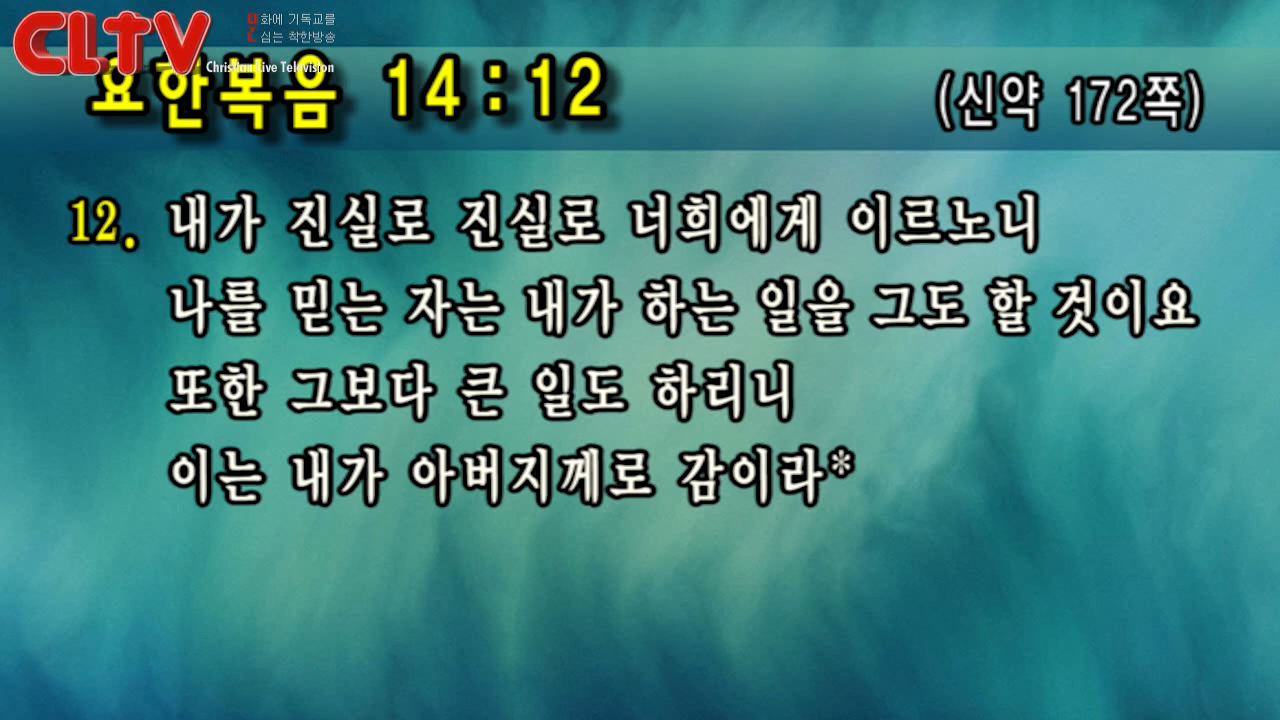 CLTV
문화에 기독교를
심는 착한방송
Christian Live Television
요한복음 14:12
(신약 172쪽)
12. 내가 진실로 진실로 너희에게 이르노니
나를 믿는 자는 내가 하는 일을 그도 할 것이요
또한 그보다 큰 일도 하리니
이는 내가 아버지께로 감이라*